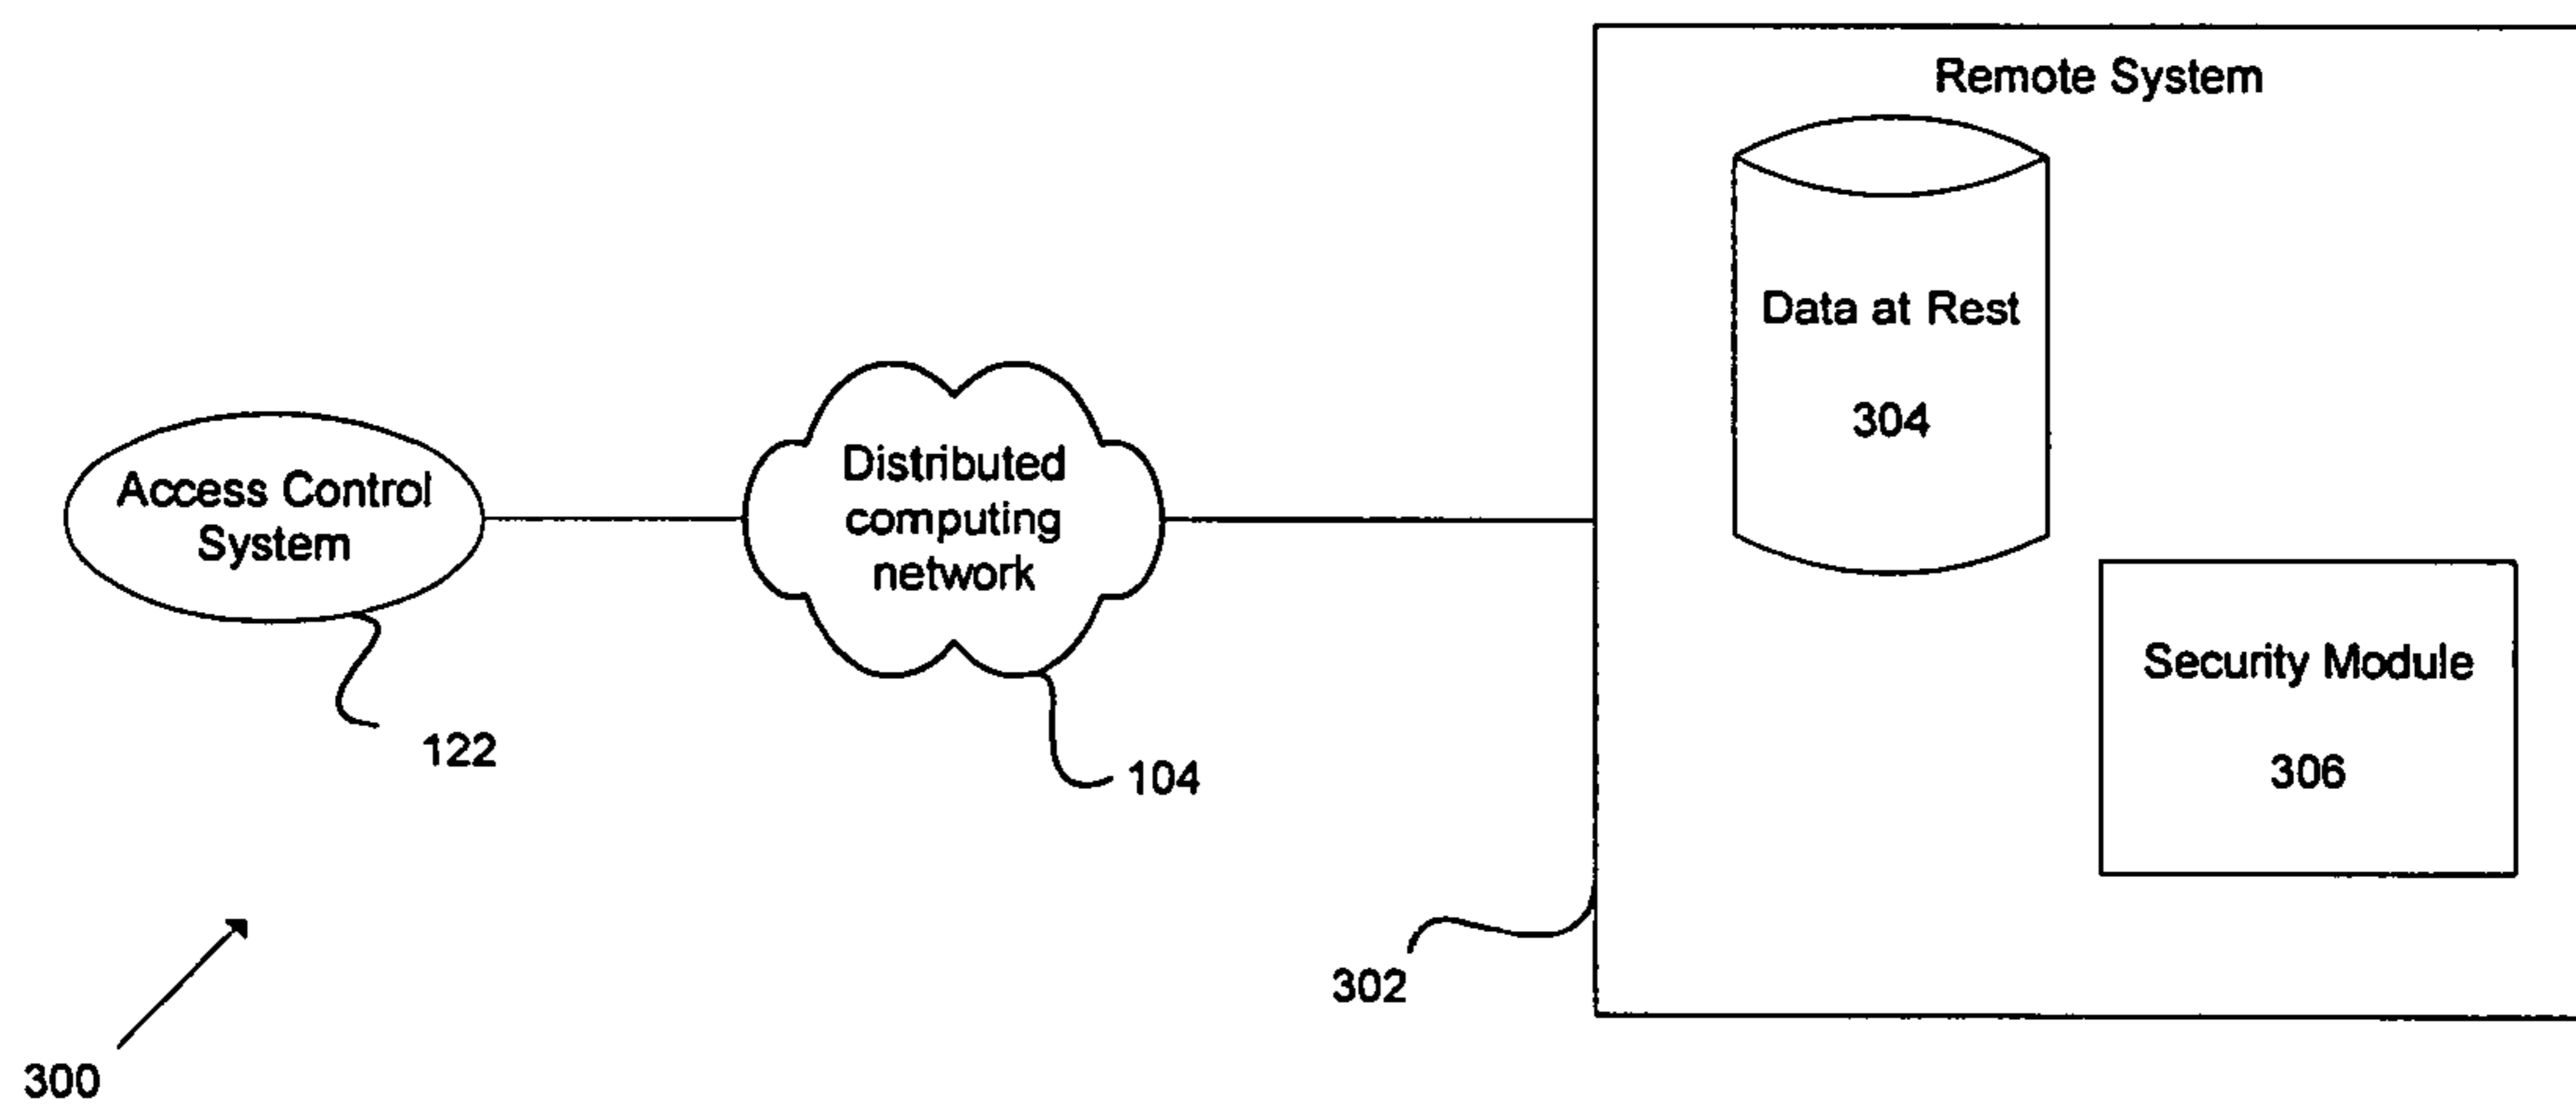 Remote System
Data at Rest
304
Access Control
System
Distributed
computing
network
Security Module
306
122
104
302
300